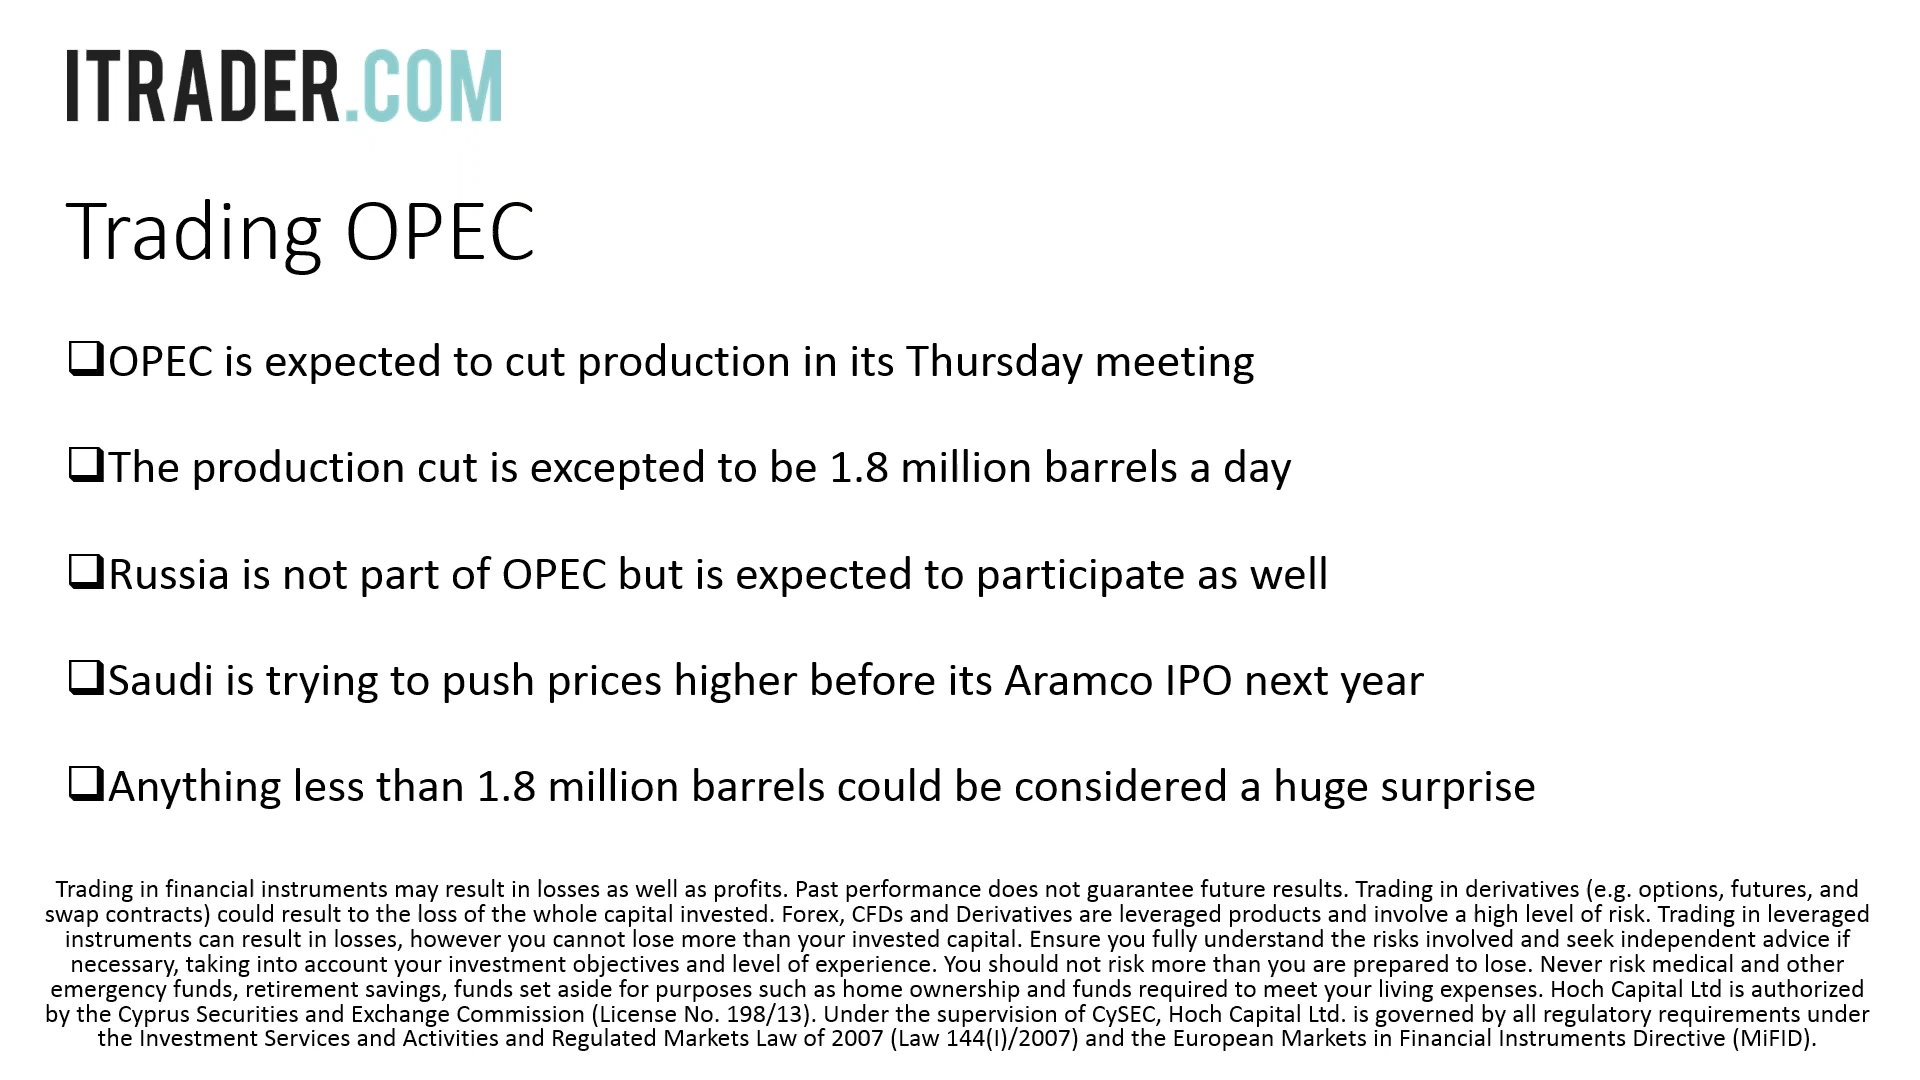 ITRADER.COM
Trading OPEC
❑OPEC is expected to cut production in its Thursday meeting
❑The production cut is excepted to be 1.8 million barrels a day
❑Russia is not part of OPEC but is expected to participate as well
❑Saudi is trying to push prices higher before its Aramco IPO next year
❑Anything less than 1.8 million barrels could be considered a huge surprise
Trading in financial instruments may result in losses as well as profits. Past performance does not guarantee future results. Trading in derivatives (e.g. options, futures, and
swap contracts) could result to the loss of the whole capital invested. Forex, CFDs and Derivatives are leveraged products and involve a high level of risk. Trading in leveraged
instruments can result in losses, however you cannot lose more than your invested capital. Ensure you fully understand the risks involved and seek independent advice if
necessary, taking into account your investment objectives and level of experience. You should not risk more than you are prepared to lose. Never risk medical and other
emergency funds, retirement savings, funds set aside for purposes such as home ownership and funds required to meet your living expenses. Hoch Capital Ltd is authorized
by the Cyprus Securities and Exchange Commission (License No. 198/13). Under the supervision of CySEC, Hoch Capital Ltd. is governed by all regulatory requirements under
the Investment Services and Activities and Regulated Markets Law of 2007 (Law 144(I)/2007) and the European Markets in Financial Instruments Directive (MiFID).